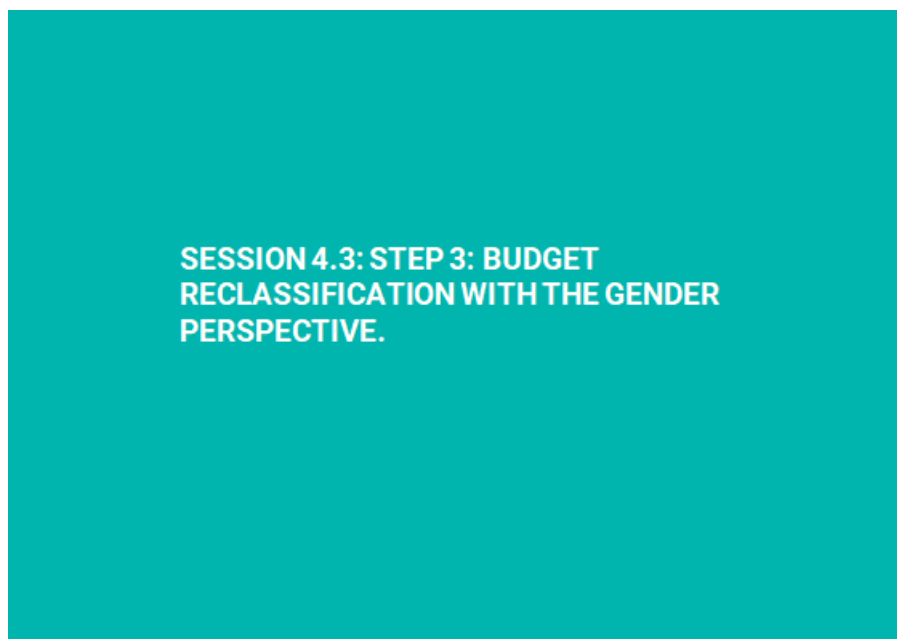 SESSION 4.3: STEP 3: BUDGET
RECLASSIFICATION WITH THE GENDER
PERSPECTIVE.